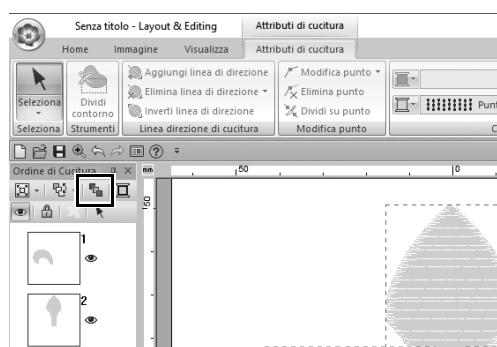 Senza titolo - Layout & Editing
Attributi di cucitura
Home Immagine Visualizza Attributi di cucitura
Seleziona
Dividi contorno
Aggiungi linea di direzione
Elimina linea di direzione
Inverti linea di direzione
Modifica punto
Elimina punto
Dividi su punto
Punt
Seleziona Strumenti Linea direzione di cucitura Modifica punto C
Ordine di Cucitura
mm 50 0
50
1
2